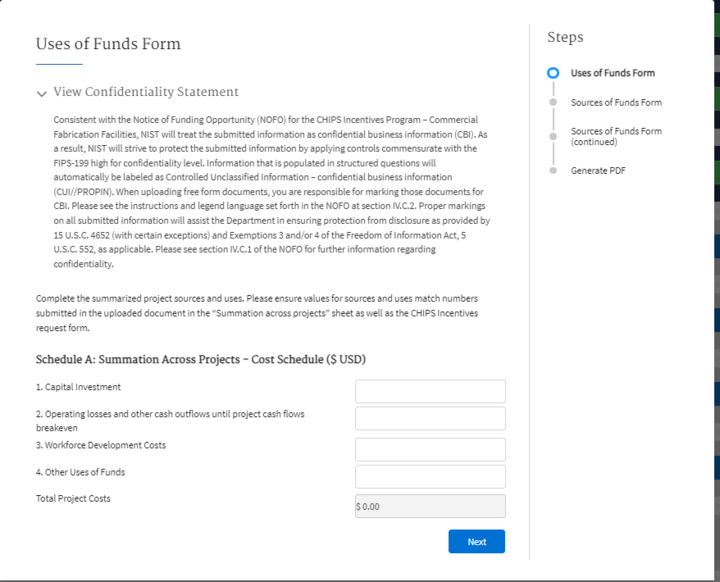 Uses of Funds Form
View Confidentiality Statement
Consistent with the Notice of Funding Opportunity (NOFO) for the CHIPS Incentives Program – Commercial
Fabrication Facilities, NIST will treat the submitted information as confidential business information (CBI). As
a result, NIST will strive to protect the submitted information by applying controls commensurate with the
FIPS-199 high for confidentiality level. Information that is populated in structured questions will
automatically be labeled as Controlled Unclassified Information – confidential business information
(CUI//PROPIN). When uploading free form documents, you are responsible for marking those documents for
CBI. Please see the instructions and legend language set forth in the NOFO at section IV.C.2. Proper markings
on all submitted information will assist the Department in ensuring protection from disclosure as provided by
15 U.S.C. 4652 (with certain exceptions) and Exemptions 3 and/or 4 of the Freedom of Information Act, 5
U.S.C. 552, as applicable. Please see section IV.C.1 of the NOFO for further information regarding
confidentiality.
Complete the summarized project sources and uses. Please ensure values for sources and uses match numbers
submitted in the uploaded document in the “Summation across projects” sheet as well as the CHIPS Incentives
request form.
Schedule A: Summation Across Projects – Cost Schedule ($ USD)
1. Capital Investment
2. Operating losses and other cash outflows until project cash flows
breakeven
3. Workforce Development Costs
4. Other Uses of Funds
Total Project Costs
$ 0.00
Next
Steps
Uses of Funds Form
Sources of Funds Form
Sources of Funds Form
(continued)
Generate PDF